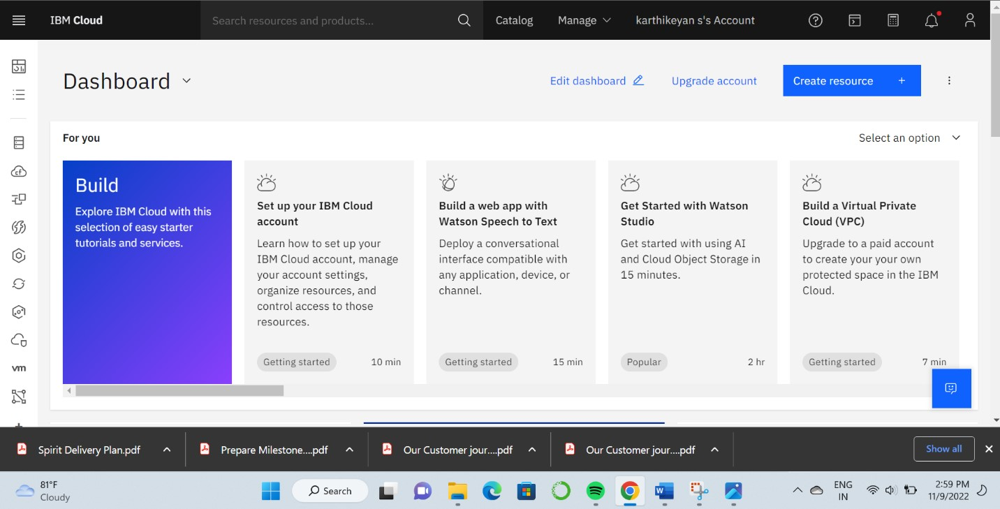 IBM Cloud
Search resources and products...
Catalog
Manage
karthikeyan s's Account
Dashboard
Edit dashboard
Upgrade account
Create resource +
For you
Select an option
Build
Explore IBM Cloud with this
selection of easy starter
tutorials and services.
Set up your IBM Cloud
account
Learn how to set up your
IBM Cloud account, manage
your account settings,
organize resources, and
control access to those
resources.
Getting started
10 min
Build a web app with
Watson Speech to Text
Deploy a conversational
interface compatible with
any application, device, or
channel.
Getting started
15 min
Get Started with Watson
Studio
Get started with using AI
and Cloud Object Storage in
15 minutes.
Popular
2 hr
Build a Virtual Private
Cloud (VPC)
Upgrade to a paid account
to create your your own
protected space in the IBM
Cloud.
Getting started
7 min
cf
vm
Spirit Delivery Plan.pdf
Prepare Milestone....pdf
Our Customer jour....pdf
Our Customer jour....pdf
Show all
81°F
Cloudy
Search
W
ENG
IN
2:59 PM
11/9/2022